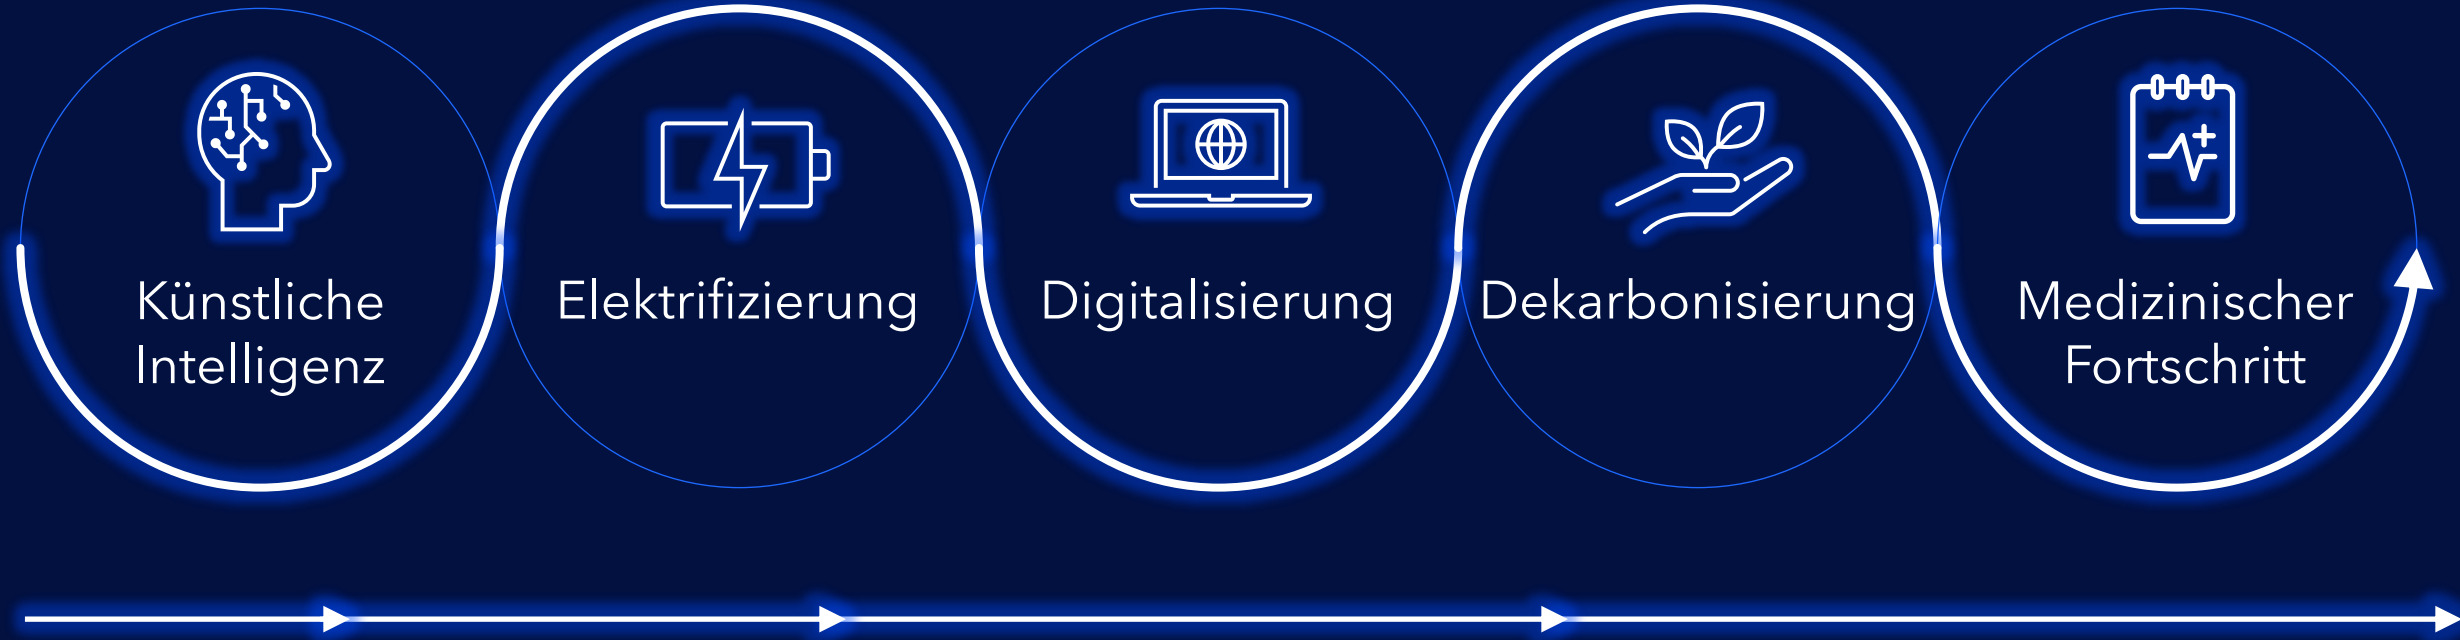 Künstliche
Intelligenz
Elektrifizierung
Digitalisierung
Dekarbonisierung
Medizinischer
Fortschritt